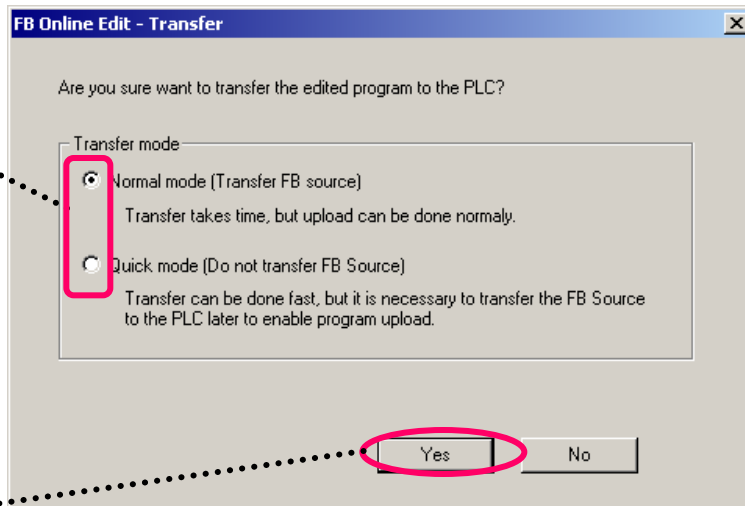 FB Online Edit - Transfer
Are you sure want to transfer the edited program to the PLC?
Transfer mode
Normal mode (Transfer FB source)
Transfer takes time, but upload can be done normaly.
Quick mode (Do not transfer FB Source)
Transfer can be done fast, but it is necessary to transfer the FB Source
to the PLC later to enable program upload.
Yes
No